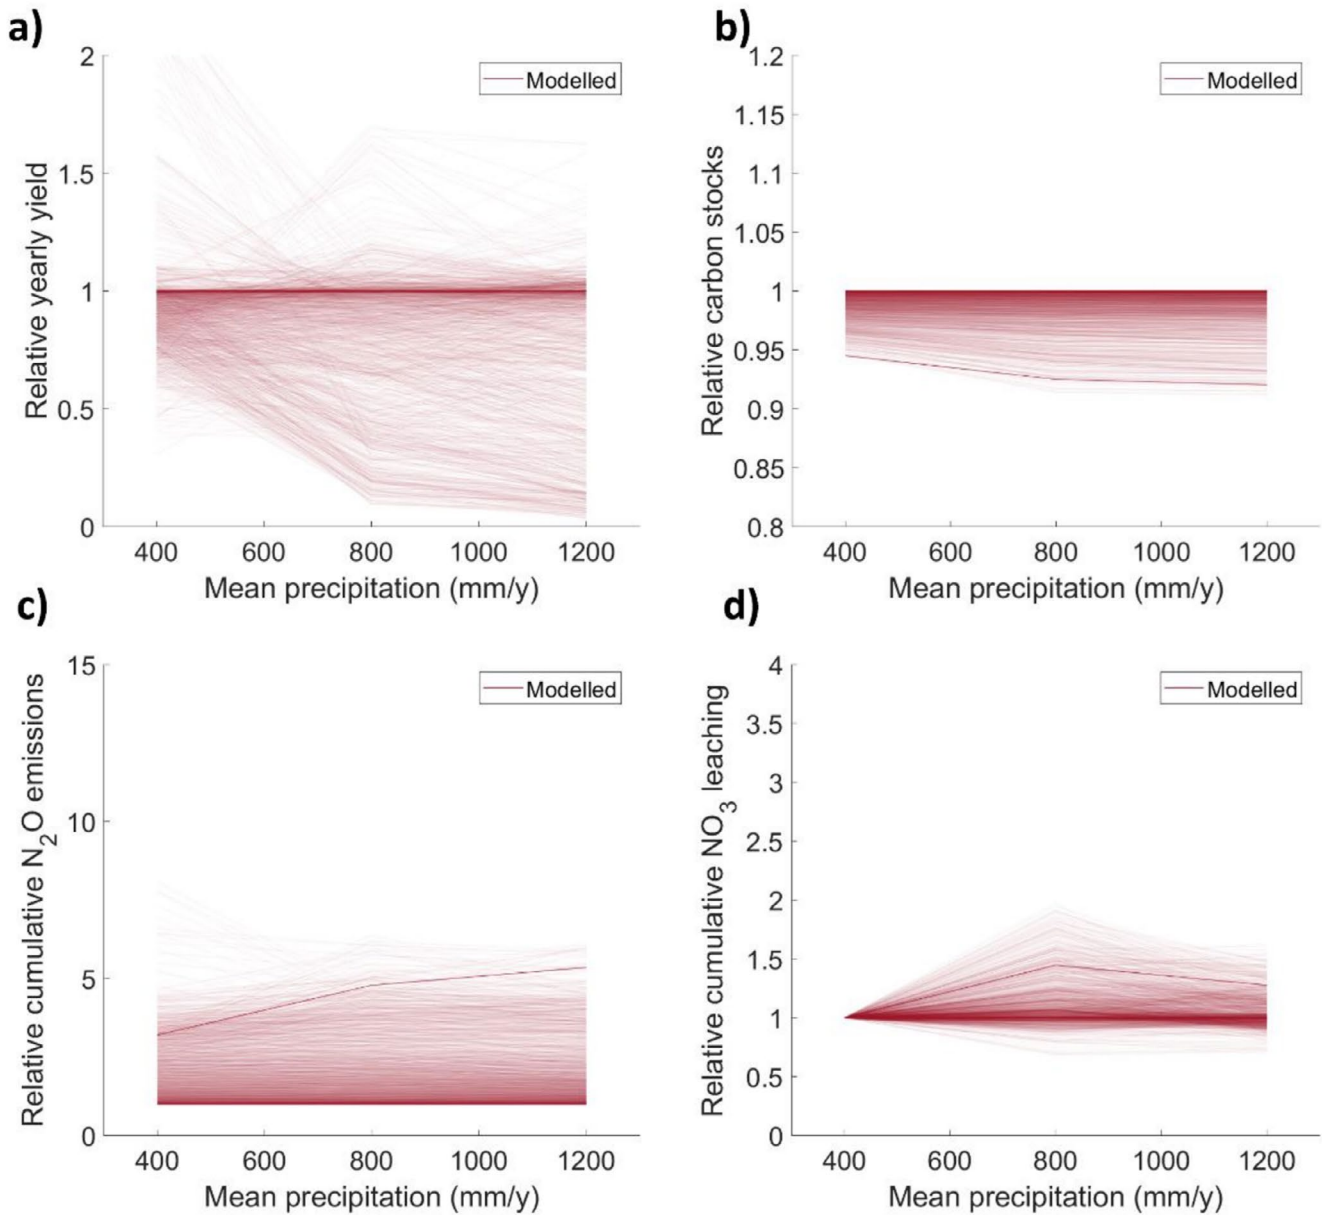 a)
Relative yearly yield
2
1.5
1
0.5
0
Modelled
400 600 800 1000 1200
Mean precipitation (mm/y)
b)
Relative carbon stocks
1.2
1.15
1.1
1.05
1
0.95
0.9
0.85
0.8
Modelled
400 600 800 1000 1200
Mean precipitation (mm/y)
c)
Relative cumulative N₂O emissions
15
10
5
0
Modelled
400 600 800 1000 1200
Mean precipitation (mm/y)
d)
Relative cumulative NO₃ leaching
4
3.5
3
2.5
2
1.5
1
0.5
0
Modelled
400 600 800 1000 1200
Mean precipitation (mm/y)